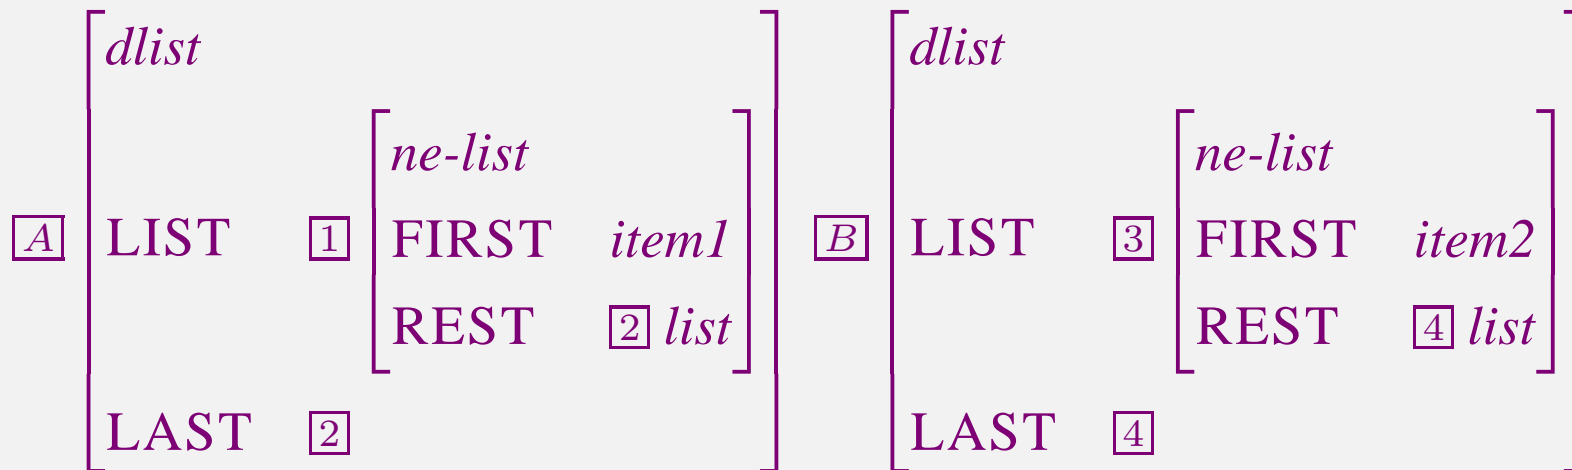 dlist dlist
ne-list ne-list
A LIST 1 FIRST item1 B LIST 3 FIRST item2
REST 2 list REST 4 list
LAST 2 LAST 4